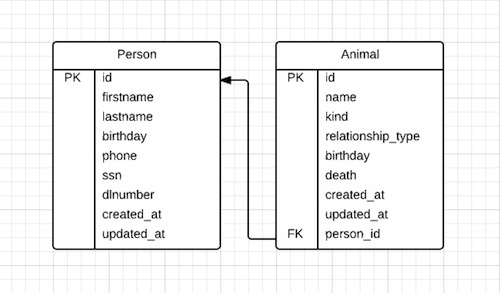 Person
PK id
firstname
lastname
birthday
phone
ssn
dlnumber
created_at
updated_at
Animal
PK id
name
kind
relationship_type
birthday
death
created_at
updated_at
FK person_id